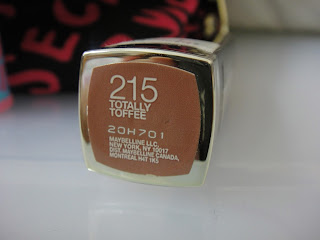 215
TOTALLY
TOFFEE
20H701
MAYBELLINE LLC,
NEW YORK, NY 10017
DIST. MAYBELLINE CANADA,
MONTREAL H4T 1K5